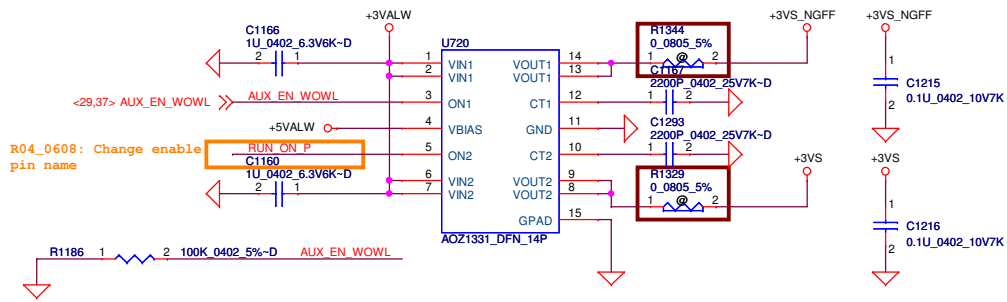 +3VALW
+3VS_NGFF
+3VS_NGFF
C1166
1U_0402_6.3V6K~D
2 1
U720
R1344
0_0805_5%
1 @ 2
1 VIN1
2 VIN1
14 VOUT1
13 VOUT1
C1167
2200P_0402_25V7K~D
1 2
<29,37> AUX_EN_WOWL
AUX_EN_WOWL
3 ON1
12 CT1
1
C1215
0.1U_0402_10V7K
2
+5VALW
4 VBIAS
11 GND
C1293
2200P_0402_25V7K~D
1 2
R04_0608: Change enable
pin name
RUN_ON_P
5 ON2
10 CT2
C1160
1U_0402_6.3V6K~D
2 1
6 VIN2
7 VIN2
9 VOUT2
8 VOUT2
R1329
0_0805_5%
1 @ 2
+3VS
+3VS
15 GPAD
AOZ1331_DFN_14P
1
C1216
0.1U_0402_10V7K
2
R1186 1 2 100K_0402_5%~D AUX_EN_WOWL